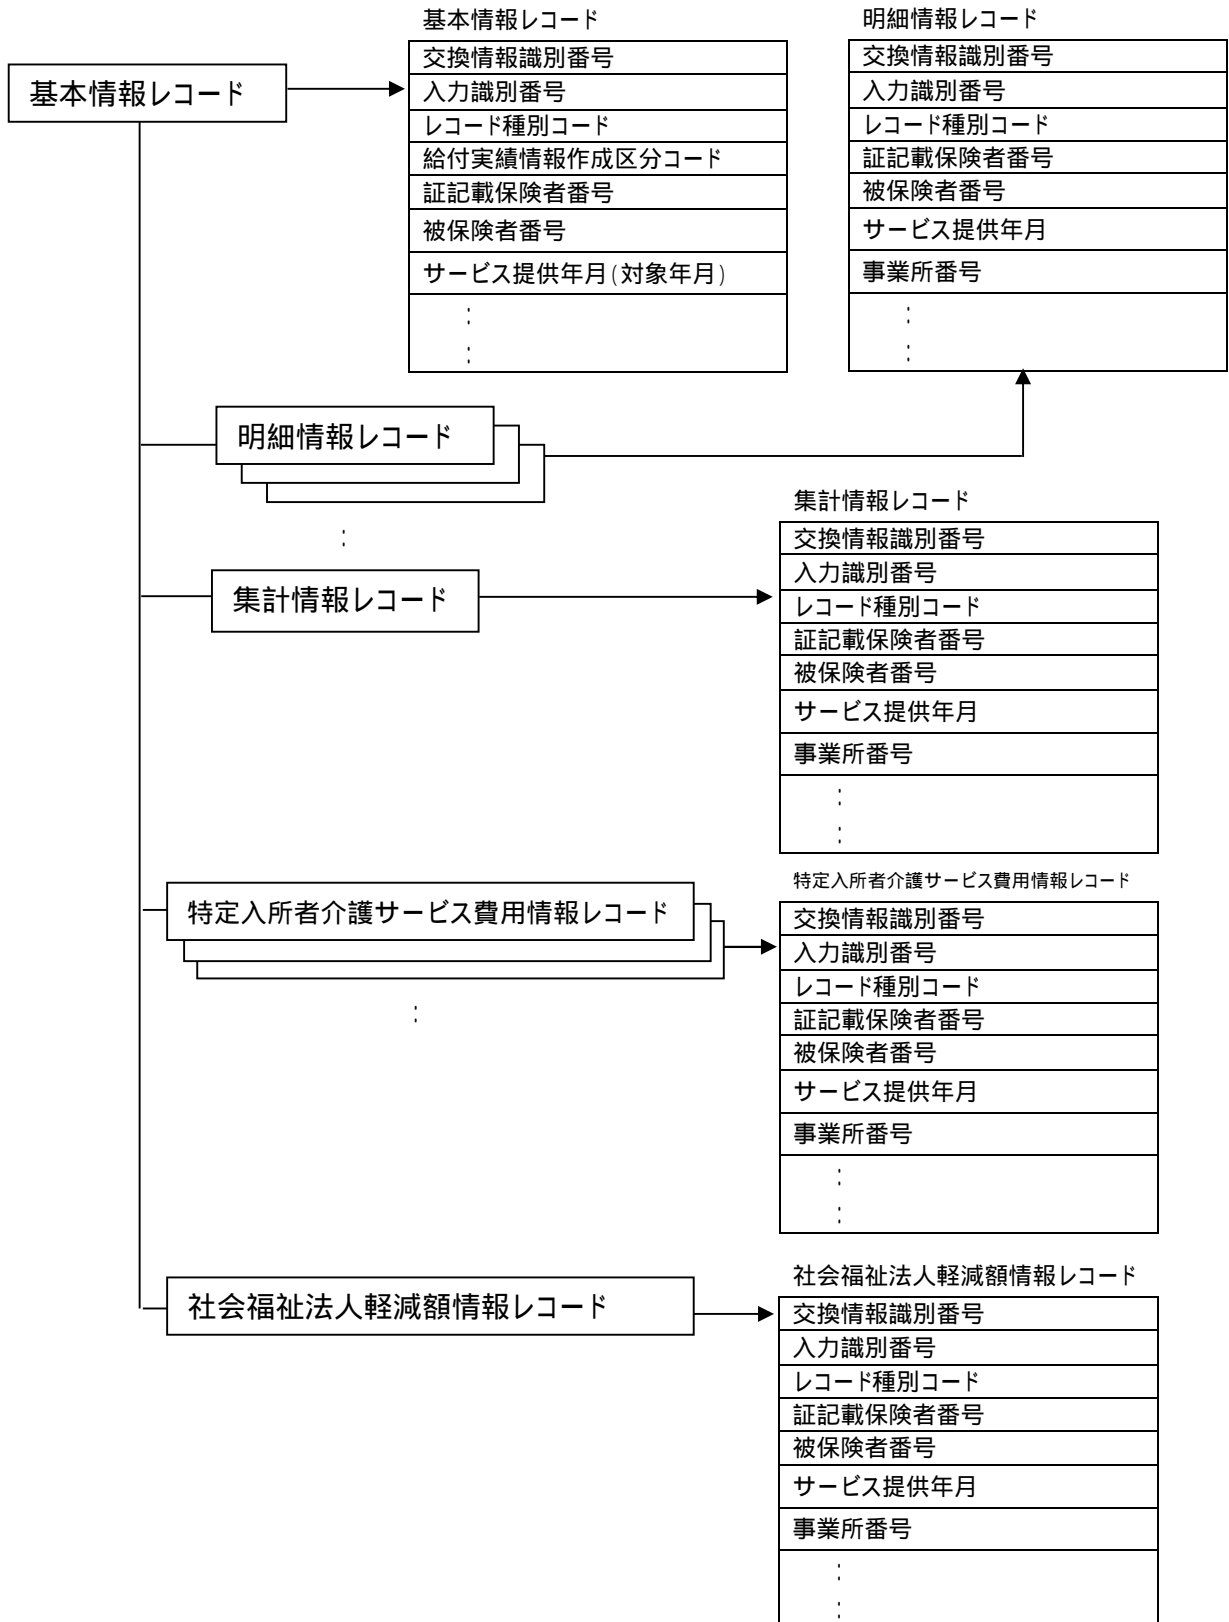 基本情報レコード
基本情報レコード
交換情報識別番号
入力識別番号
レコード種別コード
給付実績情報作成区分コード
証記載保険者番号
被保険者番号
サービス提供年月(対象年月)
:
:
明細情報レコード
交換情報識別番号
入力識別番号
レコード種別コード
証記載保険者番号
被保険者番号
サービス提供年月
事業所番号
:
:
明細情報レコード
:
集計情報レコード
集計情報レコード
交換情報識別番号
入力識別番号
レコード種別コード
証記載保険者番号
被保険者番号
サービス提供年月
事業所番号
:
:
特定入所者介護サービス費用情報レコード
:
特定入所者介護サービス費用情報レコード
交換情報識別番号
入力識別番号
レコード種別コード
証記載保険者番号
被保険者番号
サービス提供年月
事業所番号
:
:
社会福祉法人軽減額情報レコード
社会福祉法人軽減額情報レコード
交換情報識別番号
入力識別番号
レコード種別コード
証記載保険者番号
被保険者番号
サービス提供年月
事業所番号
:
: